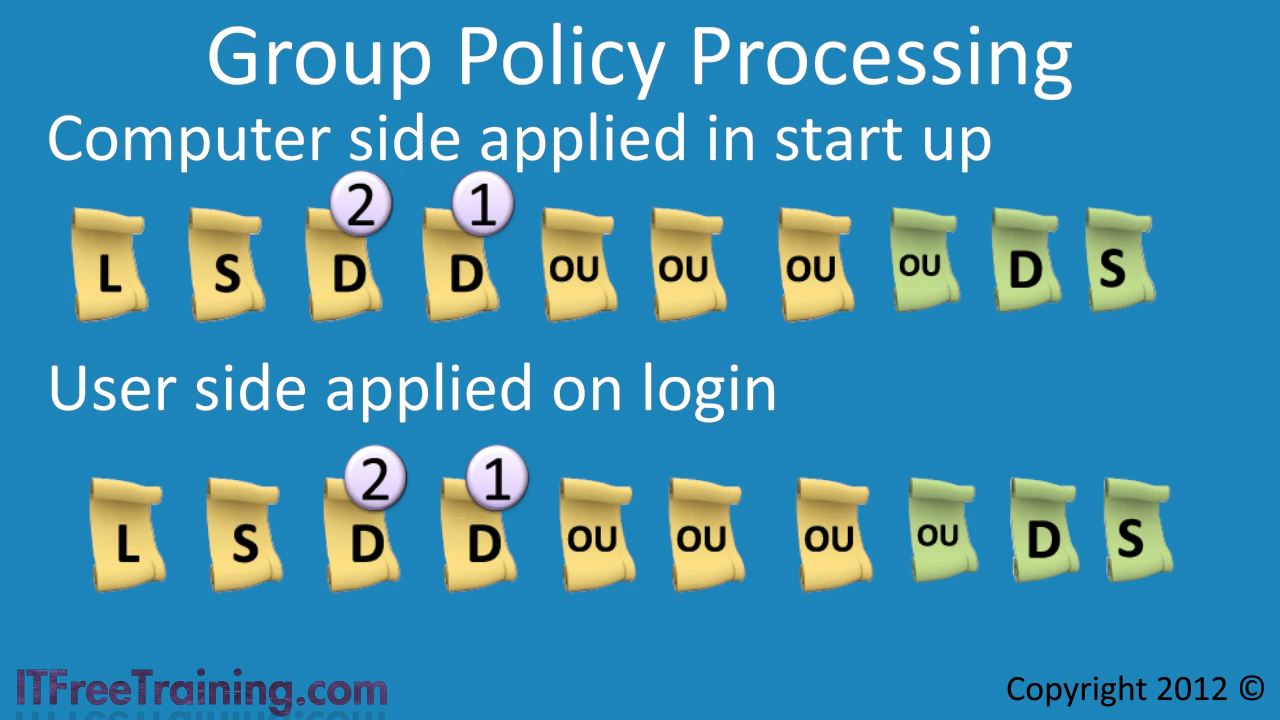 Group Policy Processing
Computer side applied in start up
2 1
L S D D OU OU OU OU D S
User side applied on login
2 1
L S D D OU OU OU OU D S
ITFreeTraining.com
Copyright 2012 ©